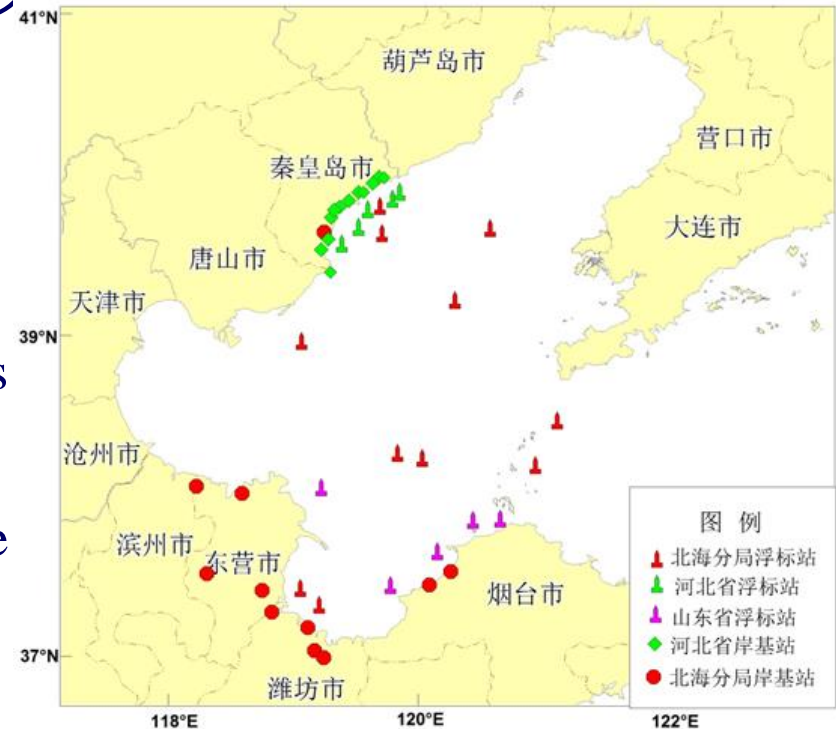 41°N
葫芦岛市
营口市
秦皇岛市
大连市
唐山市
天津市
39°N
s
沧州市
滨州市
东营市
e
烟台市
37°N
潍坊市
图 例
北海分局浮标站
河北省浮标站
山东省浮标站
河北省岸基站
北海分局岸基站
118°E
120°E
122°E